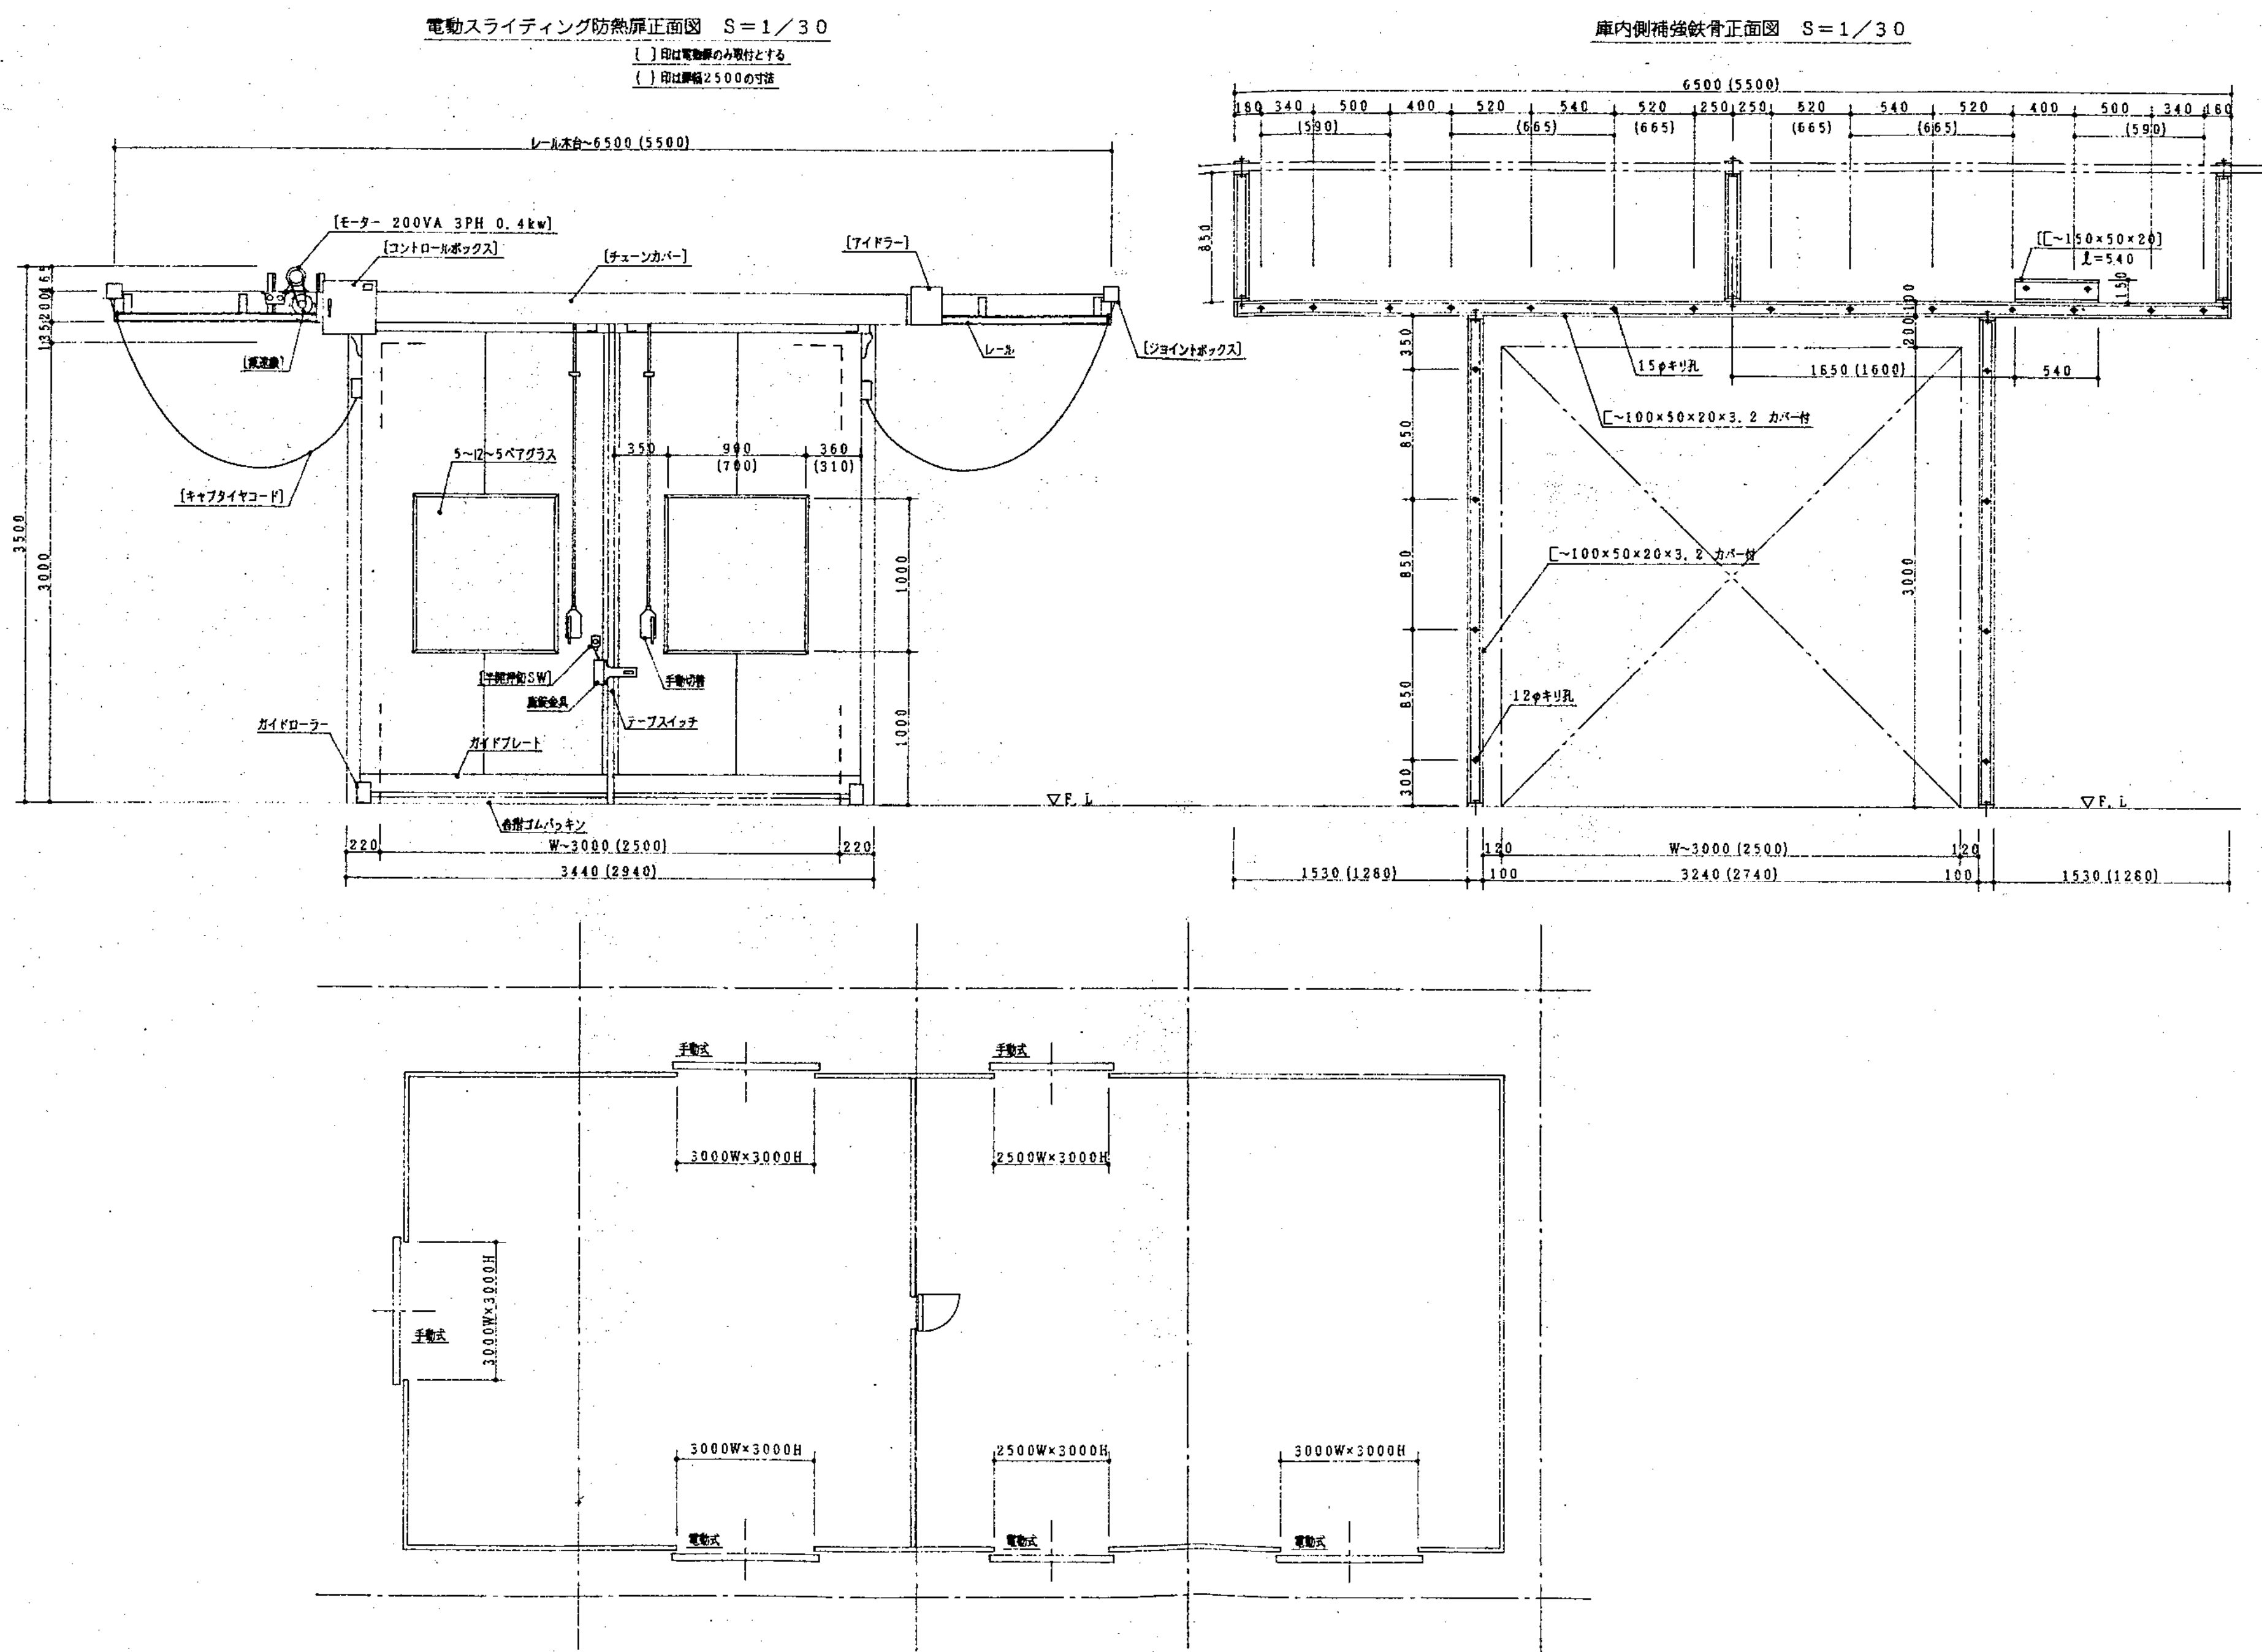 電動スライディング防熱扉正面図 S=1/30
[ ]印は電動扉のみ取付とする
( )印は扉幅2500の寸法
レール木台~6500(5500)
[モーター 200VA 3PH 0.4kw]
[コントロールボックス]
[チェーンカバー]
[アイドラー]
165
200
135
3500
3000
[減速機]
レール
[ジョイントボックス]
5~12~5ペアグラス
350
900
(700)
360
(310)
[キャブタイヤコード]
1000
1000
手動切替
テープスイッチ
ガイドローラー
ガイドプレート
▽F.L
220
W~3000(2500)
220
3440(2940)
庫内側補強鉄骨正面図 S=1/30
6500(5500)
180 340 500 400 520 540 520 250 250 520 540 520 400 500 340 160
(590) (665) (665) (665) (665) (590)
850
[C~150×50×20]
l=540
150
100
200
350
15φキリ孔
1850(1600)
540
C~100×50×20×3.2 カバー付
850
C~100×50×20×3.2 カバー付
850
3000
850
12φキリ孔
300
▽F.L
120
W~3000(2500)
120
1530(1280)
100
3240(2740)
100
1530(1280)
手動式
手動式
3000W×3000H
2500W×3000H
3000W×3000H
手動式
3000W×3000H
2500W×3000H
3000W×3000H
電動式
電動式
電動式